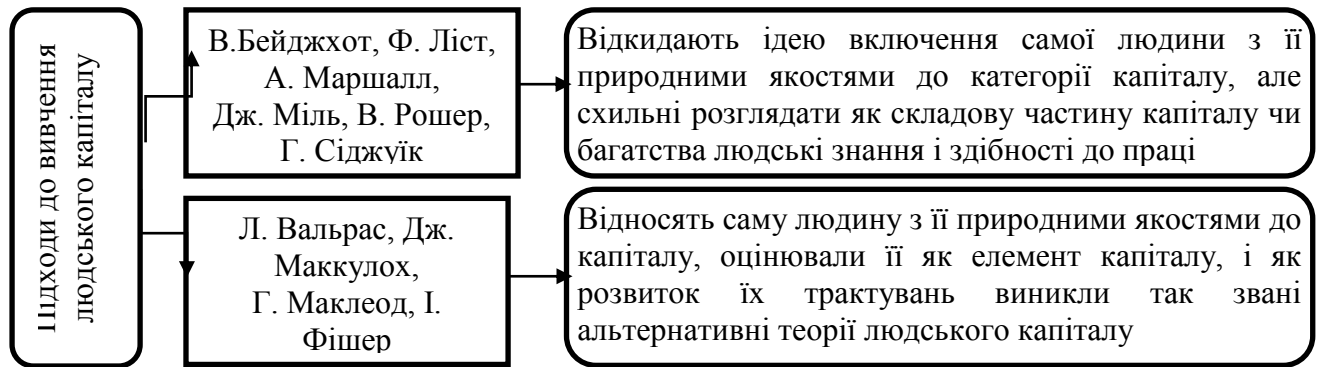 Підходи до вивчення
людського капіталу
В.Бейджхот, Ф. Ліст,
А. Маршалл,
Дж. Міль, В. Рошер,
Г. Сіджуїк
Відкидають ідею включення самої людини з її
природними якостями до категорії капіталу, але
схильні розглядати як складову частину капіталу чи
багатства людські знання і здібності до праці
Л. Вальрас, Дж.
Маккулох,
Г. Маклеод, І.
Фішер
Відносять саму людину з її природними якостями до
капіталу, оцінювали її як елемент капіталу, і як
розвиток їх трактувань виникли так звані
альтернативні теорії людського капіталу